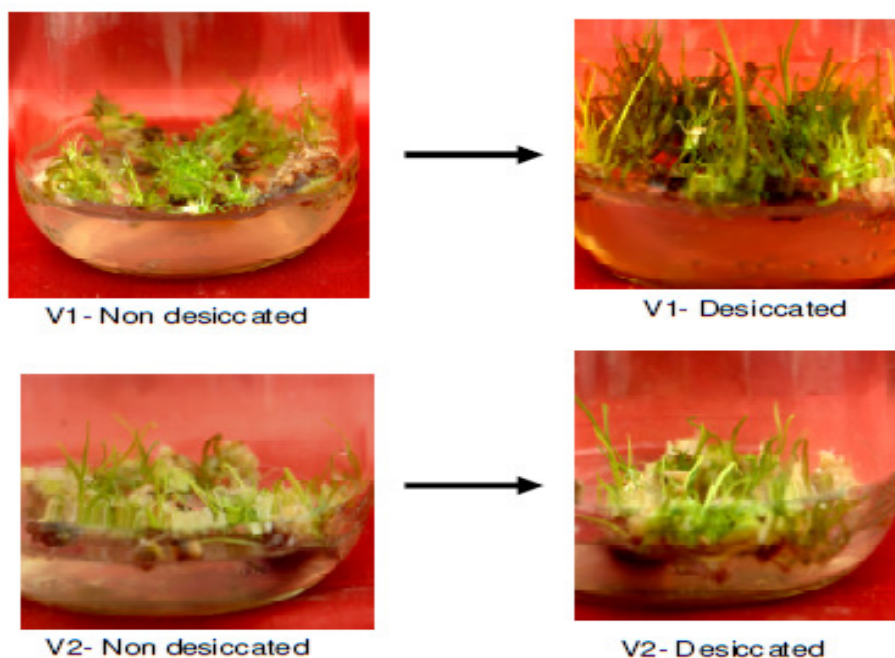 V1- Non desiccated
V1- Desiccated
V2- Non desiccated
V2- Desiccated